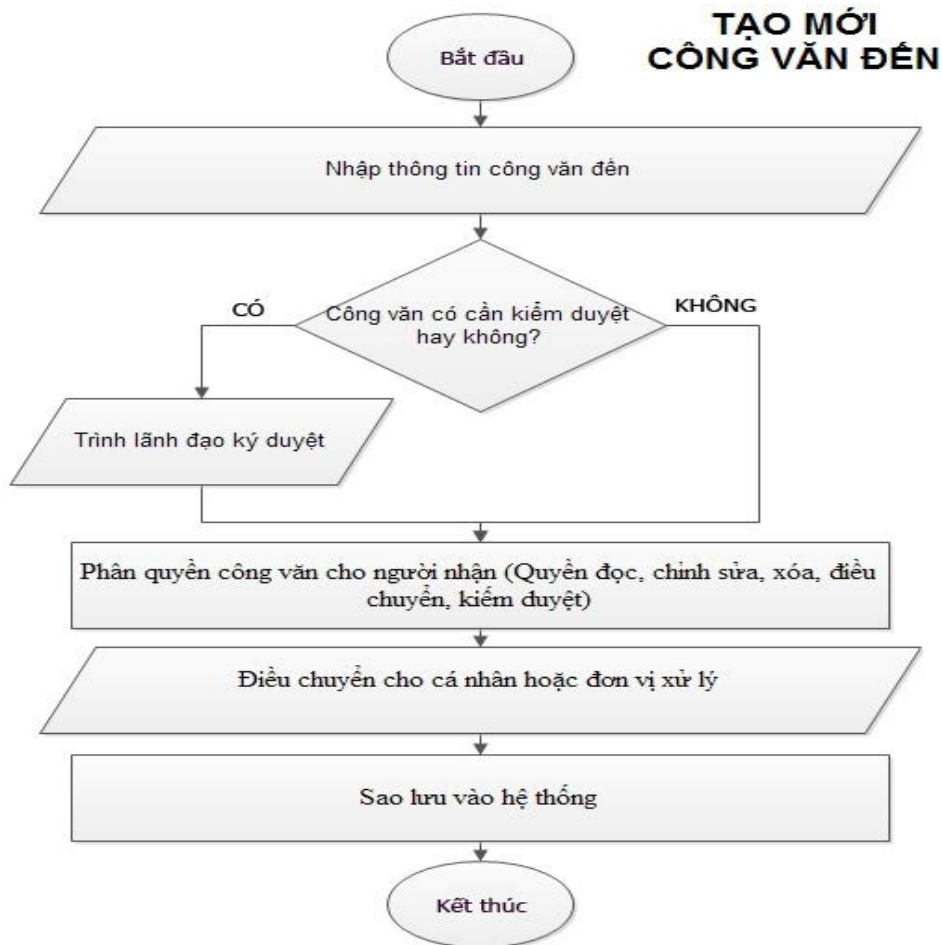 TẠO MỚI
CÔNG VĂN ĐẾN
Bắt đầu
Nhập thông tin công văn đến
Công văn có cần kiểm duyệt
hay không?
CÓ
KHÔNG
Trình lãnh đạo ký duyệt
Phân quyền công văn cho người nhận (Quyền đọc, chỉnh sửa, xóa, điều
chuyển, kiểm duyệt)
Điều chuyển cho cá nhân hoặc đơn vị xử lý
Sao lưu vào hệ thống
Kết thúc